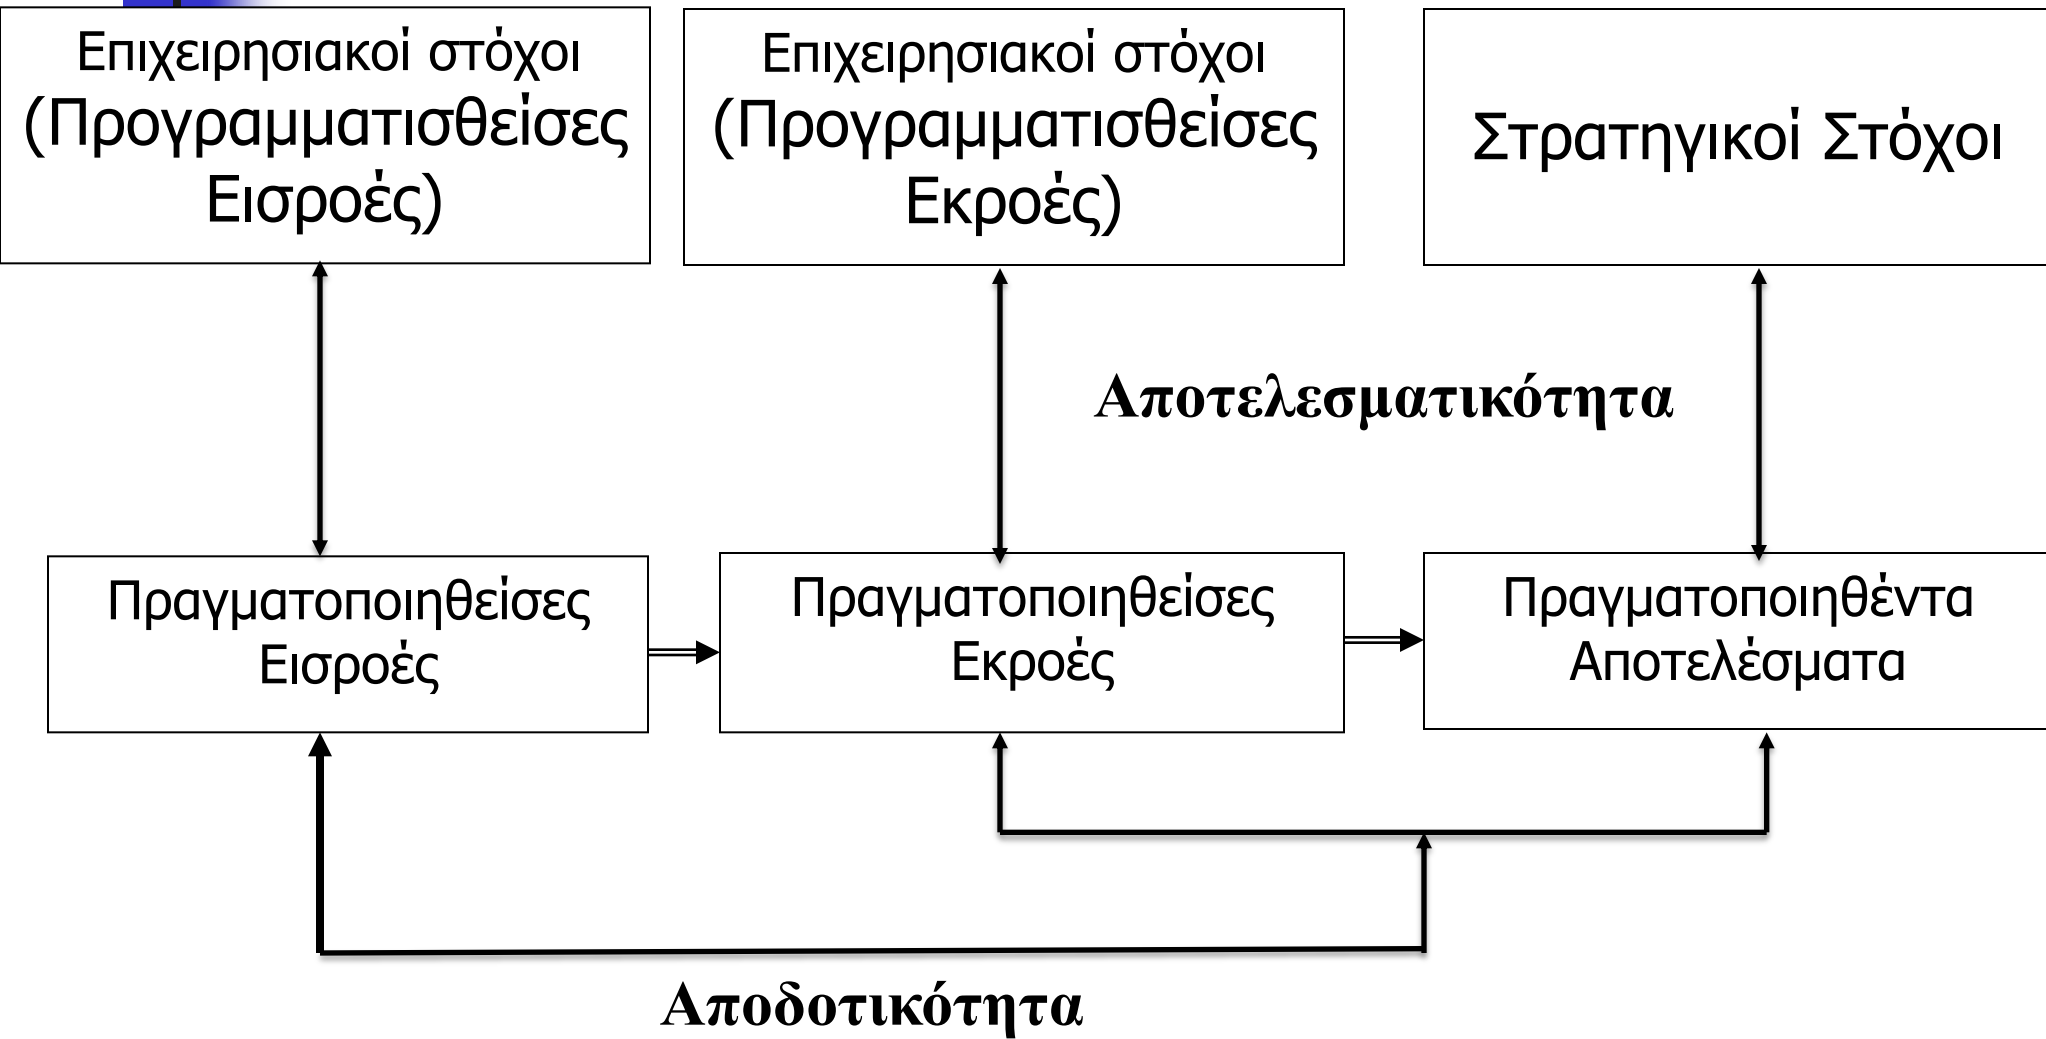 Επιχειρησιακοί στόχοι
(Προγραμματισθείσες
Εισροές)
Επιχειρησιακοί στόχοι
(Προγραμματισθείσες
Εκροές)
Στρατηγικοί Στόχοι
Αποτελεσματικότητα
Πραγματοποιηθείσες
Εισροές
Πραγματοποιηθείσες
Εκροές
Πραγματοποιηθέντα
Αποτελέσματα
Αποδοτικότητα